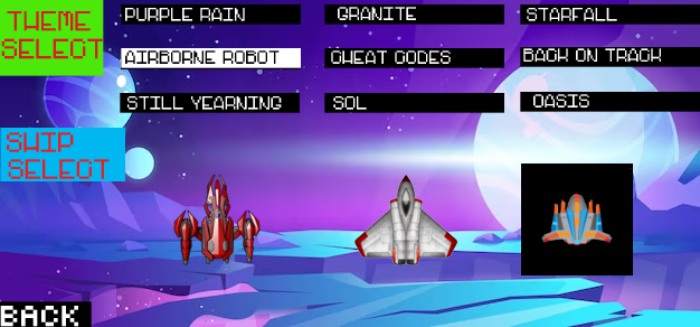 THEME
SELECT
PURPLE RAIN
GRANITE
STARFALL
AIRBORNE ROBOT
CHEAT CODES
BACK ON TRACK
STILL YEARNING
SOL
OASIS
SHIP
SELECT
BACK